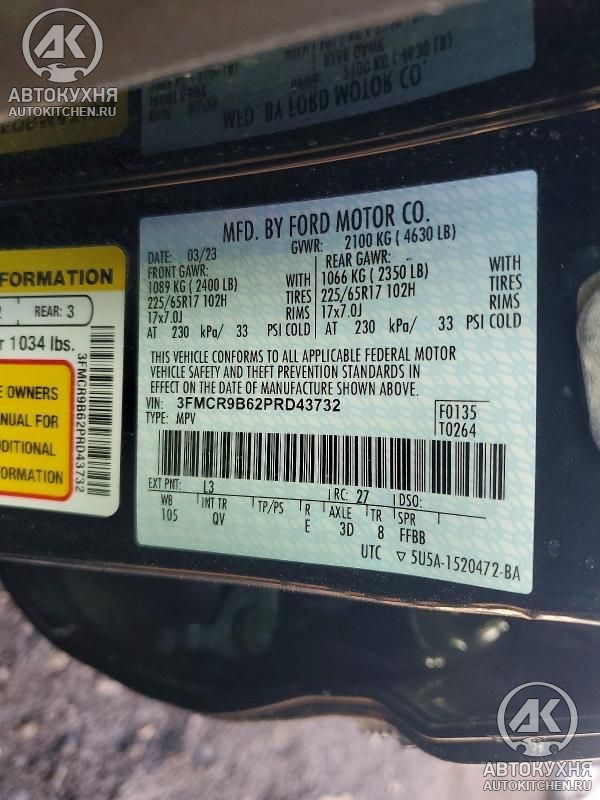 AK
АВТОКУХНЯ
AUTOKITCHEN.RU
MFD. BY FORD MOTOR CO.
MFD. BY FORD MOTOR CO.
DATE: 03/23 GVWR: 2100 KG ( 4630 LB)
FRONT GAWR: REAR GAWR:
1089 KG ( 2400 LB) WITH 1066 KG ( 2350 LB) WITH
225/65R17 102H TIRES 225/65R17 102H TIRES
17x7.0J RIMS 17x7.0J RIMS
AT 230 kPa/ 33 PSI COLD AT 230 kPa/ 33 PSI COLD
THIS VEHICLE CONFORMS TO ALL APPLICABLE FEDERAL MOTOR
VEHICLE SAFETY AND THEFT PREVENTION STANDARDS IN
EFFECT ON THE DATE OF MANUFACTURE SHOWN ABOVE.
VIN: 3FMCR9B62PRD43732
TYPE: MPV
F0135
T0264
EXT PNT: L3 RC: 27 DSO:
WB INT TR TP/PS R AXLE TR SPR
105 QV E 3D 8 FFBB
UTC ▽ 5U5A-1520472-BA
FORMATION
REAR: 3
r 1034 lbs.
E OWNERS
ANUAL FOR
DDITIONAL
FORMATION
3FMCR9B62PRD43732
AK
АВТОКУХНЯ
AUTOKITCHEN.RU